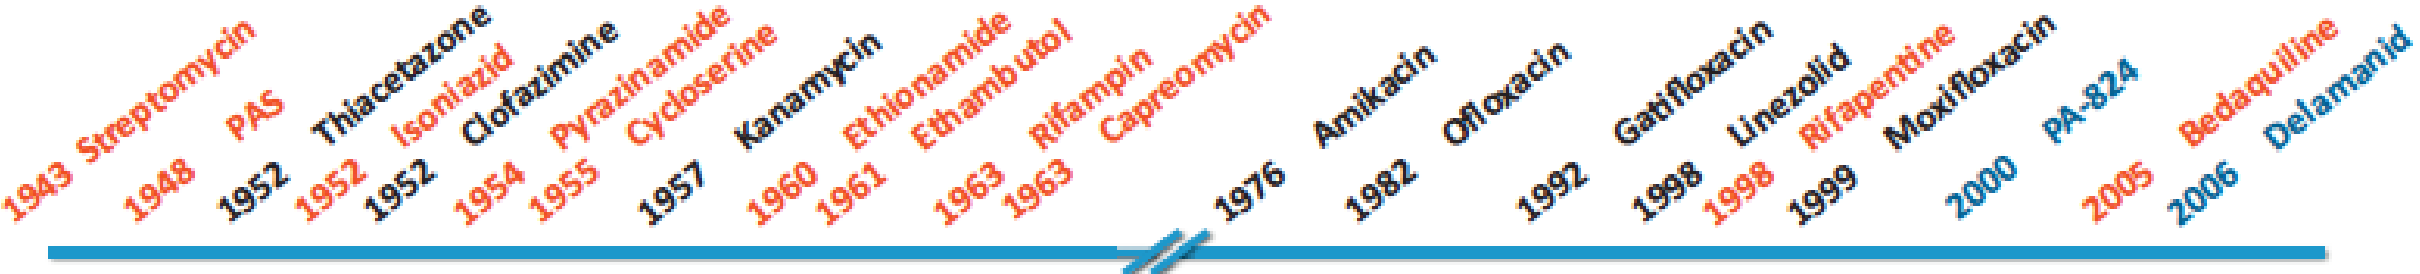 1943 Streptomycin
1948 PAS
1952 Thiacetazone
1952 Isoniazid
1952 Clofazimine
1954 Pyrazinamide
1955 Cycloserine
1957 Kanamycin
1960 Ethionamide
1961 Ethambutol
1963 Rifampin
1963 Capreomycin
1976 Amikacin
1982 Ofloxacin
1992 Gatifloxacin
1998 Linezolid
1998 Rifapentine
1999 Moxifloxacin
2000 PA-824
2005 Bedaquiline
2006 Delamanid